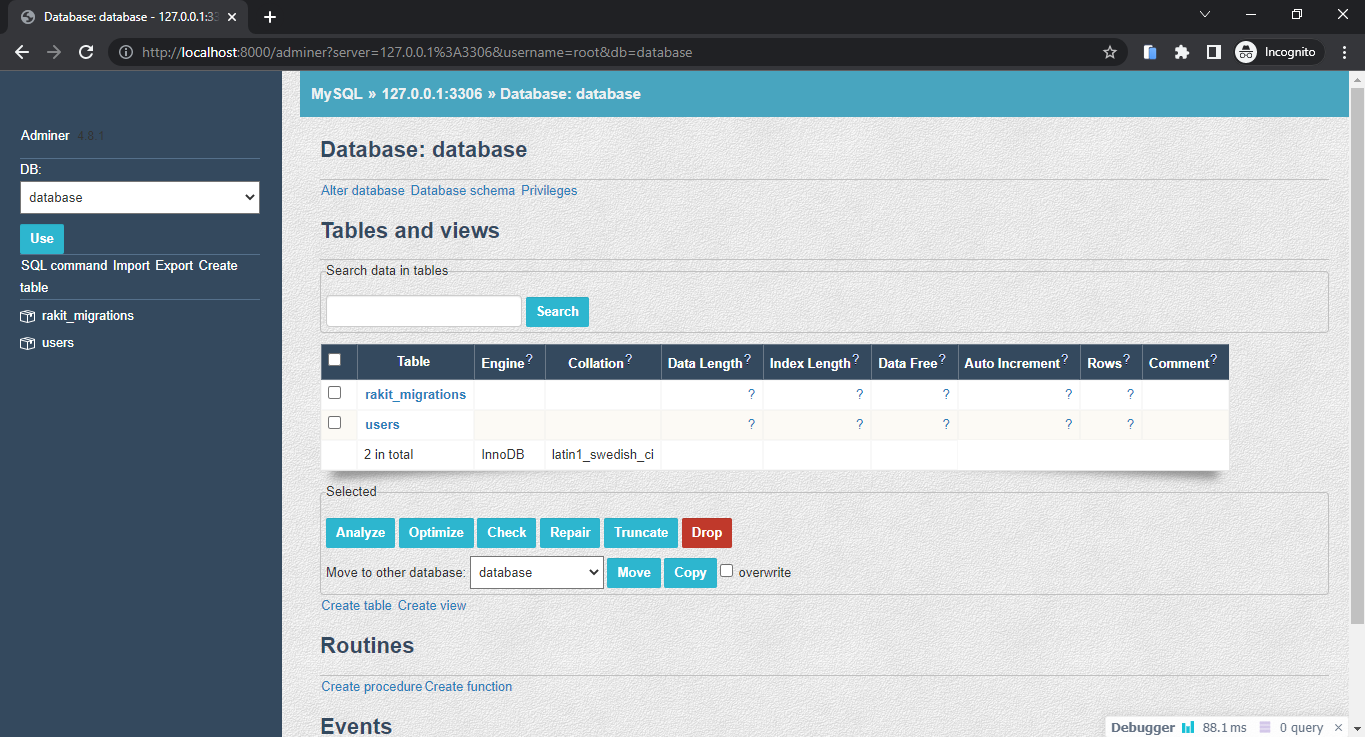 Database: database - 127.0.0.1:33
http://localhost:8000/adminer?server=127.0.0.1%3A3306&username=root&db=database
Incognito
MySQL » 127.0.0.1:3306 » Database: database
Adminer 4.8.1
DB:
database
Use
SQL command Import Export Create
table
rakit_migrations
users
Database: database
Alter database Database schema Privileges
Tables and views
Search data in tables
Search
Table Engine? Collation? Data Length? Index Length? Data Free? Auto Increment? Rows? Comment?
rakit_migrations ? ? ? ? ?
users ? ? ? ? ?
2 in total InnoDB latin1_swedish_ci
Selected
Analyze Optimize Check Repair Truncate Drop
Move to other database: database Move Copy overwrite
Create table Create view
Routines
Create procedure Create function
Events
Debugger 88.1 ms 0 query ×